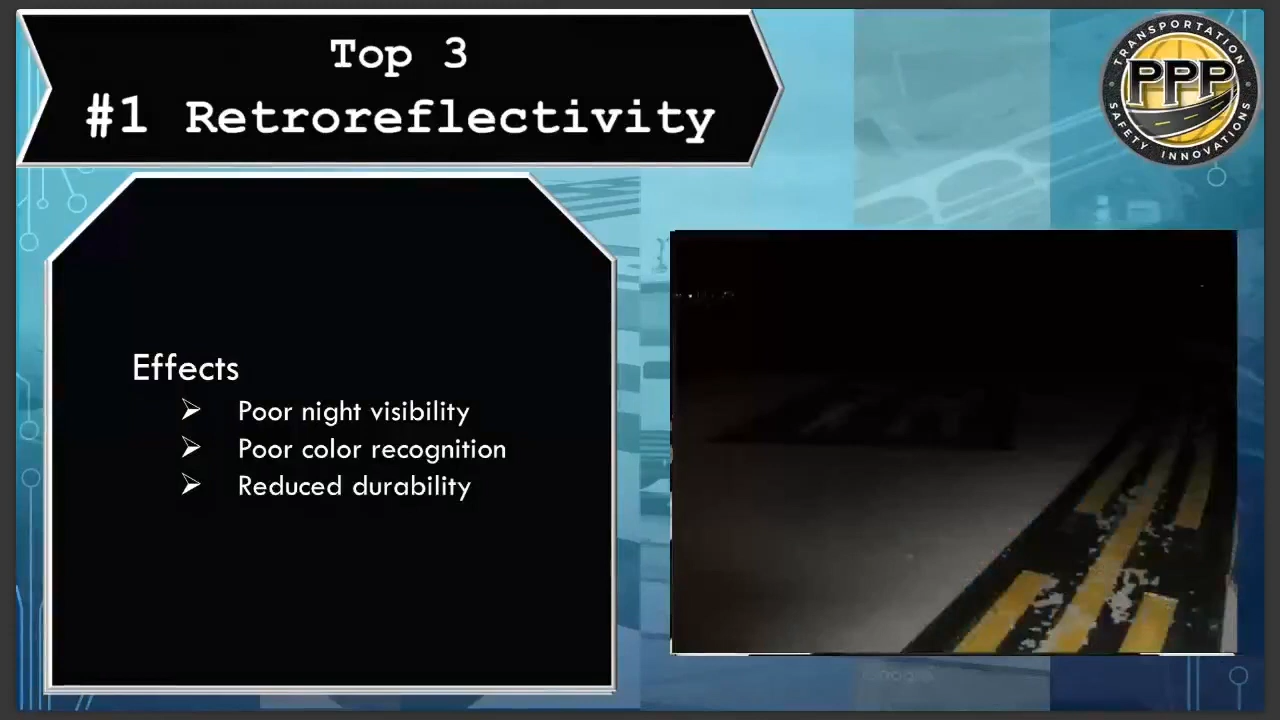 Top 3
#1 Retroreflectivity
TRANSPORTATION
PPP
SAFETY INNOVATIONS
Effects
➢ Poor night visibility
➢ Poor color recognition
➢ Reduced durability